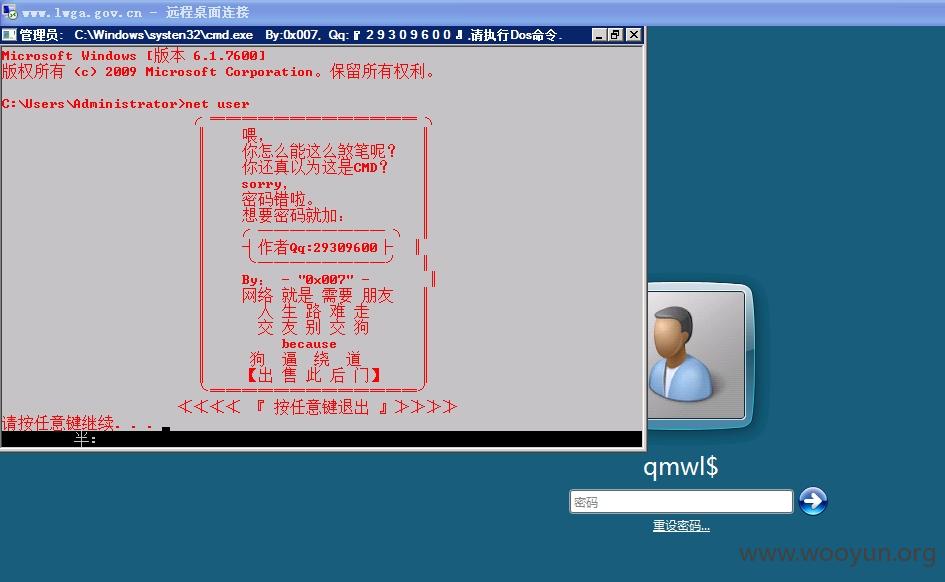 www.lwga.gov.cn - 远程桌面连接
管理员: C:\Windows\systen32\cmd.exe By:0x007, Qq:『29309600』.请执行Dos命令.
Microsoft Windows [版本 6.1.7600]
版权所有 (c) 2009 Microsoft Corporation。保留所有权利。
C:\Users\Administrator>net user
喂,
你怎么能这么煞笔呢?
你还真以为这是CMD?
sorry,
密码错啦。
想要密码就加:
作者Qq:29309600
By: - "0x007" -
网络 就是 需要 朋友
人 生 路 难 走
交 友 别 交 狗
because
狗 逼 绕 道
【出 售 此 后 门】
<<<< 『 按任意键退出 』>>>>
请按任意键继续. . .
半:
qmwl$
密码
重设密码...
www.wooyun.org